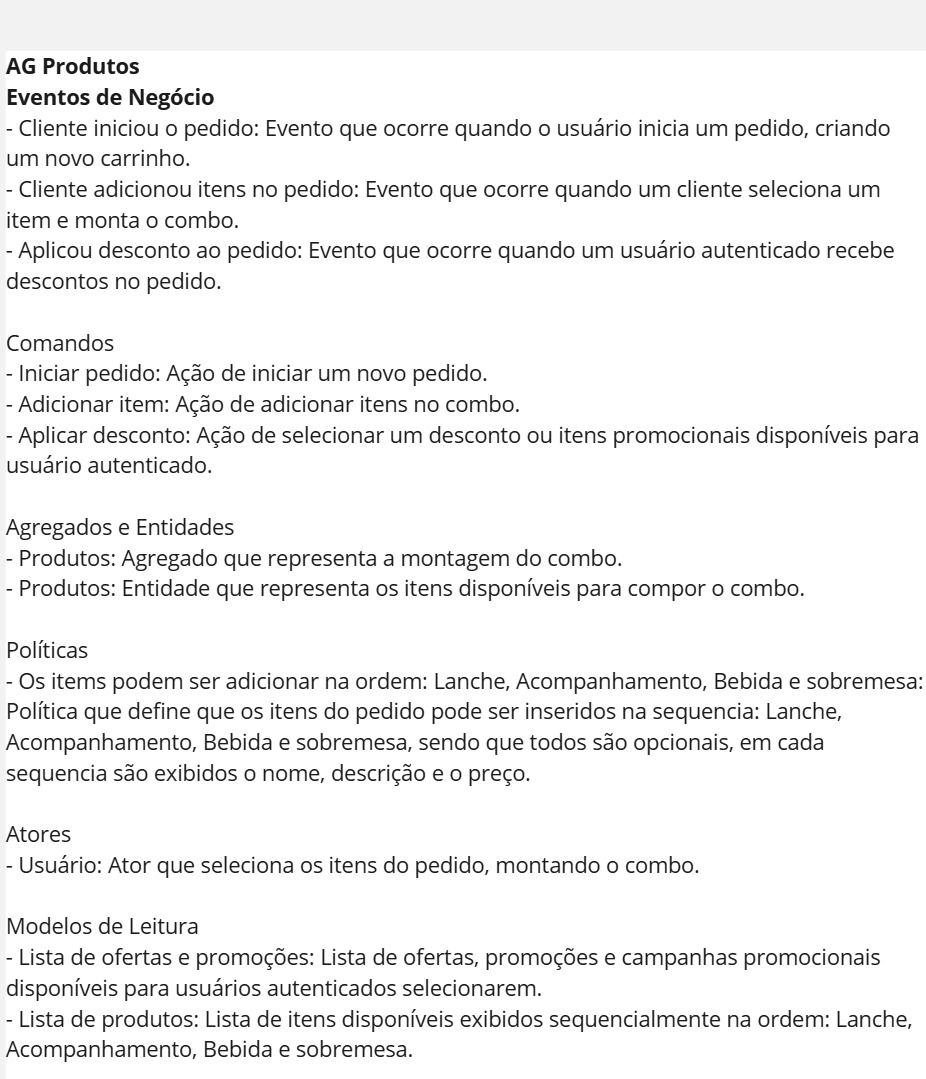 AG Produtos
Eventos de Negócio
- Cliente iniciou o pedido: Evento que ocorre quando o usuário inicia um pedido, criando
um novo carrinho.
- Cliente adicionou itens no pedido: Evento que ocorre quando um cliente seleciona um
item e monta o combo.
- Aplicou desconto ao pedido: Evento que ocorre quando um usuário autenticado recebe
descontos no pedido.
Comandos
- Iniciar pedido: Ação de iniciar um novo pedido.
- Adicionar item: Ação de adicionar itens no combo.
- Aplicar desconto: Ação de selecionar um desconto ou itens promocionais disponíveis para
usuário autenticado.
Agregados e Entidades
- Produtos: Agregado que representa a montagem do combo.
- Produtos: Entidade que representa os itens disponíveis para compor o combo.
Políticas
- Os items podem ser adicionar na ordem: Lanche, Acompanhamento, Bebida e sobremesa:
Política que define que os itens do pedido pode ser inseridos na sequencia: Lanche,
Acompanhamento, Bebida e sobremesa, sendo que todos são opcionais, em cada
sequencia são exibidos o nome, descrição e o preço.
Atores
- Usuário: Ator que seleciona os itens do pedido, montando o combo.
Modelos de Leitura
- Lista de ofertas e promoções: Lista de ofertas, promoções e campanhas promocionais
disponíveis para usuários autenticados selecionarem.
- Lista de produtos: Lista de itens disponíveis exibidos sequencialmente na ordem: Lanche,
Acompanhamento, Bebida e sobremesa.